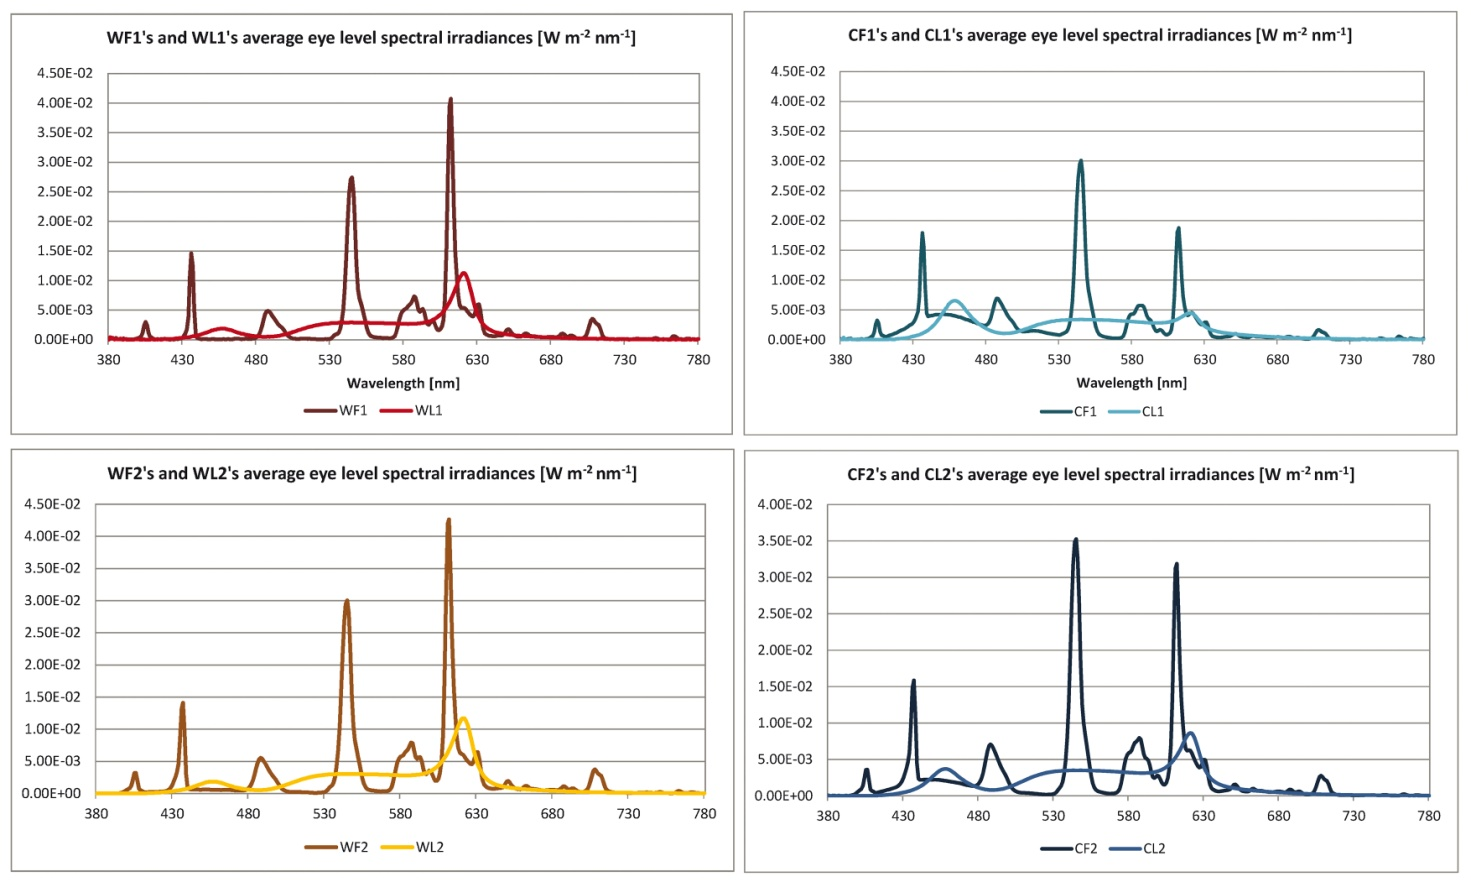 WF1's and WL1's average eye level spectral irradiances [W m-2 nm-1]
4.50E-02
4.00E-02
3.50E-02
3.00E-02
2.50E-02
2.00E-02
1.50E-02
1.00E-02
5.00E-03
0.00E+00
380 430 480 530 580 630 680 730 780
Wavelength [nm]
WF1 WL1
CF1's and CL1's average eye level spectral irradiances [W m-2 nm-1]
4.50E-02
4.00E-02
3.50E-02
3.00E-02
2.50E-02
2.00E-02
1.50E-02
1.00E-02
5.00E-03
0.00E+00
380 430 480 530 580 630 680 730 780
Wavelength [nm]
CF1 CL1
WF2's and WL2's average eye level spectral irradiances [W m-2 nm-1]
4.50E-02
4.00E-02
3.50E-02
3.00E-02
2.50E-02
2.00E-02
1.50E-02
1.00E-02
5.00E-03
0.00E+00
380 430 480 530 580 630 680 730 780
WF2 WL2
CF2's and CL2's average eye level spectral irradiances [W m-2 nm-1]
4.00E-02
3.50E-02
3.00E-02
2.50E-02
2.00E-02
1.50E-02
1.00E-02
5.00E-03
0.00E+00
380 430 480 530 580 630 680 730 780
CF2 CL2